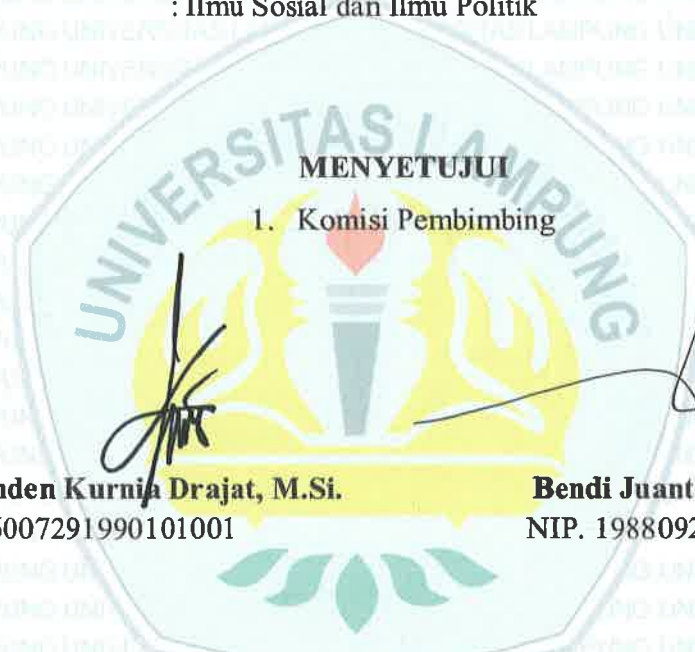 : Ilmu Sosial dan Ilmu Politik
UNIVERSITAS LAMPUNG
MENYETUJUI
1. Komisi Pembimbing
Kurnia Drajat, M.Si.
Bendi Juant
5007291990101001
NIP. 1988092